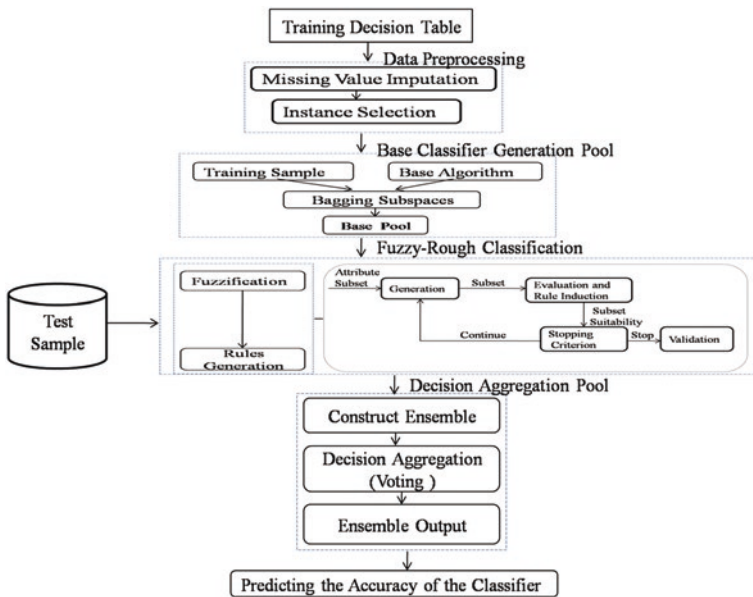 Training Decision Table
Data Preprocessing
Missing Value Imputation
Instance Selection
Base Classifier Generation Pool
Training Sample
Base Algorithm
Bagging Subspaces
Base Pool
Fuzzy-Rough Classification
Test
Sample
Fuzzification
Rules
Generation
Attribute
Subset
Generation
Subset
Evaluation and
Rule Induction
Subset
Suitability
Continue
Stopping
Criterion
Stop
Validation
Decision Aggregation Pool
Construct Ensemble
Decision Aggregation
(Voting )
Ensemble Output
Predicting the Accuracy of the Classifier